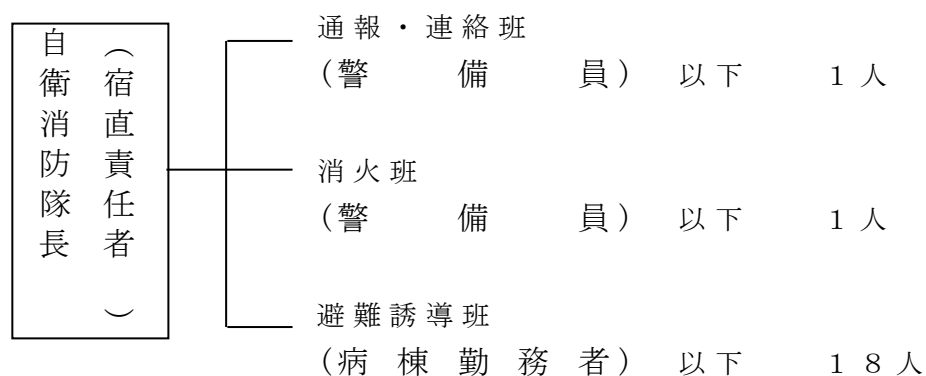 自衛消防隊長
（宿直責任者　）
通報・連絡班
（警備員）以下　１人
消火班
（警備員）以下　１人
避難誘導班
（病棟勤務者）以下　１８人